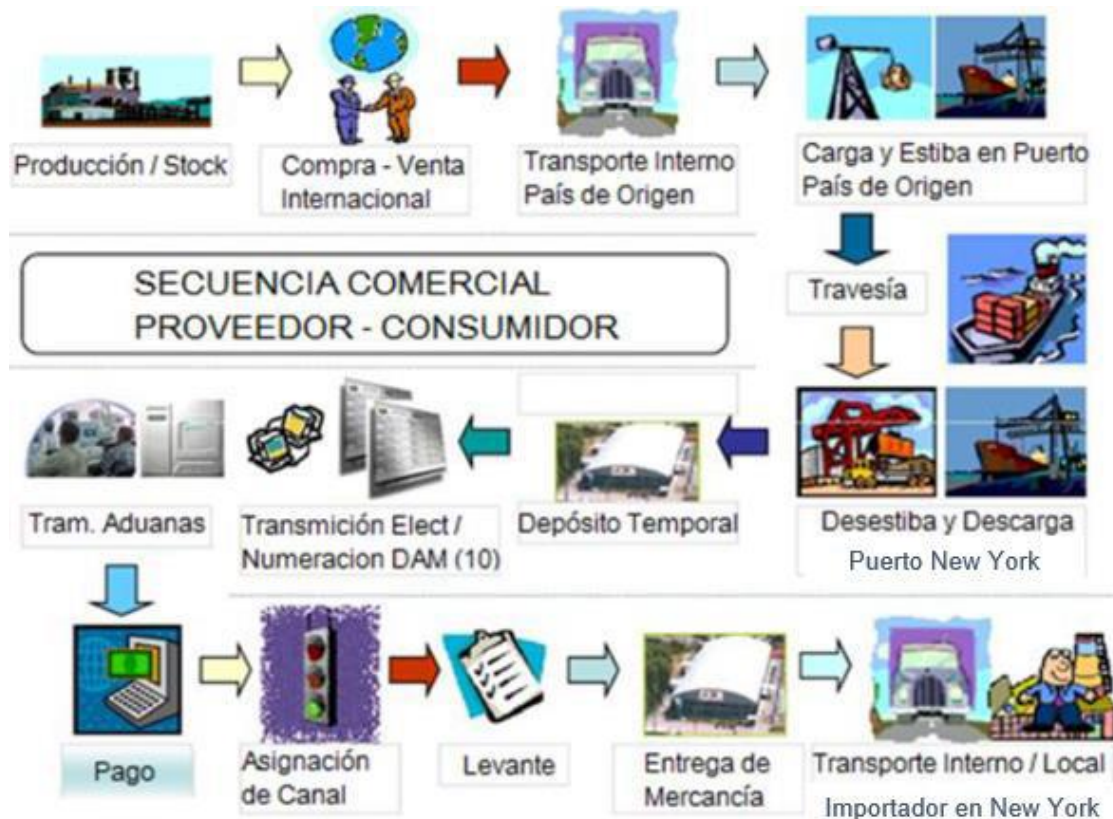 Producción / Stock
Compra - Venta
Internacional
Transporte Interno
País de Origen
Carga y Estiba en Puerto
País de Origen
SECUENCIA COMERCIAL
PROVEEDOR - CONSUMIDOR
Travesía
Desestiba y Descarga
Puerto New York
Depósito Temporal
Transmición Elect /
Numeracion DAM (10)
Tram. Aduanas
Pago
Asignación
de Canal
Levante
Entrega de
Mercancía
Transporte Interno / Local
Importador en New York